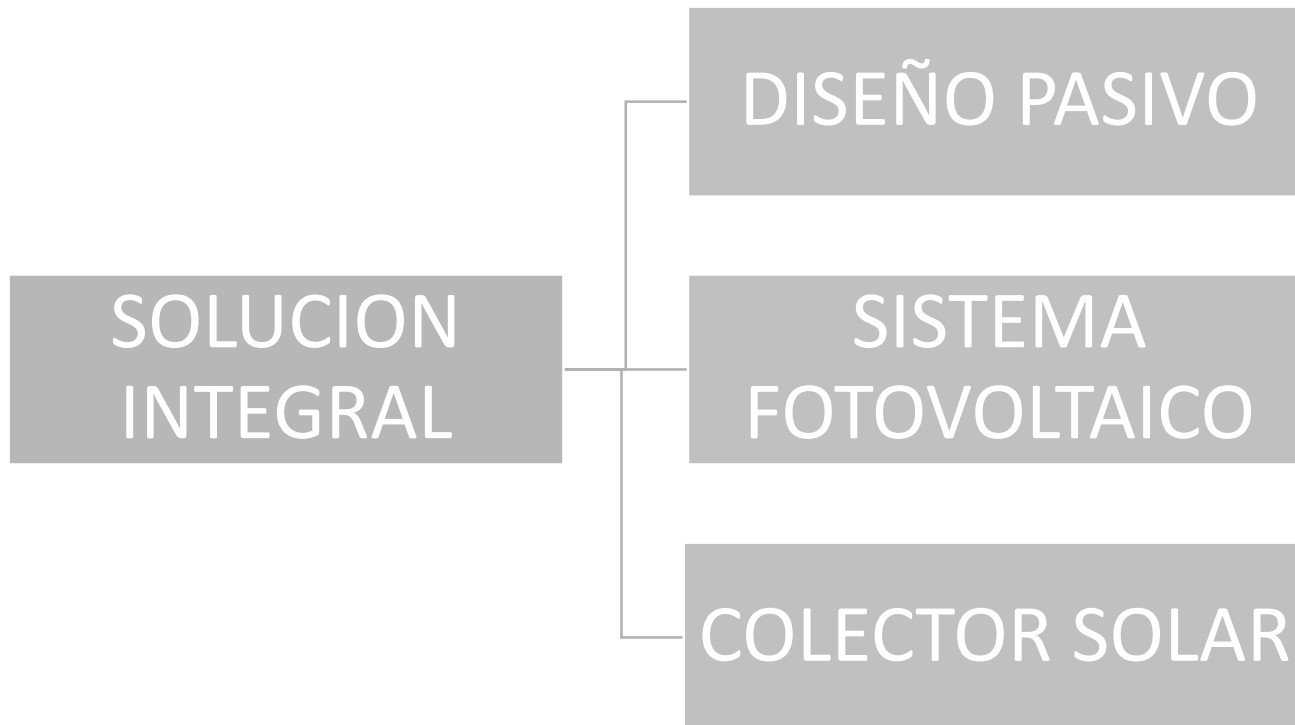 DISEÑO PASIVO
SOLUCION
INTEGRAL
SISTEMA
FOTOVOLTAICO
COLECTOR SOLAR